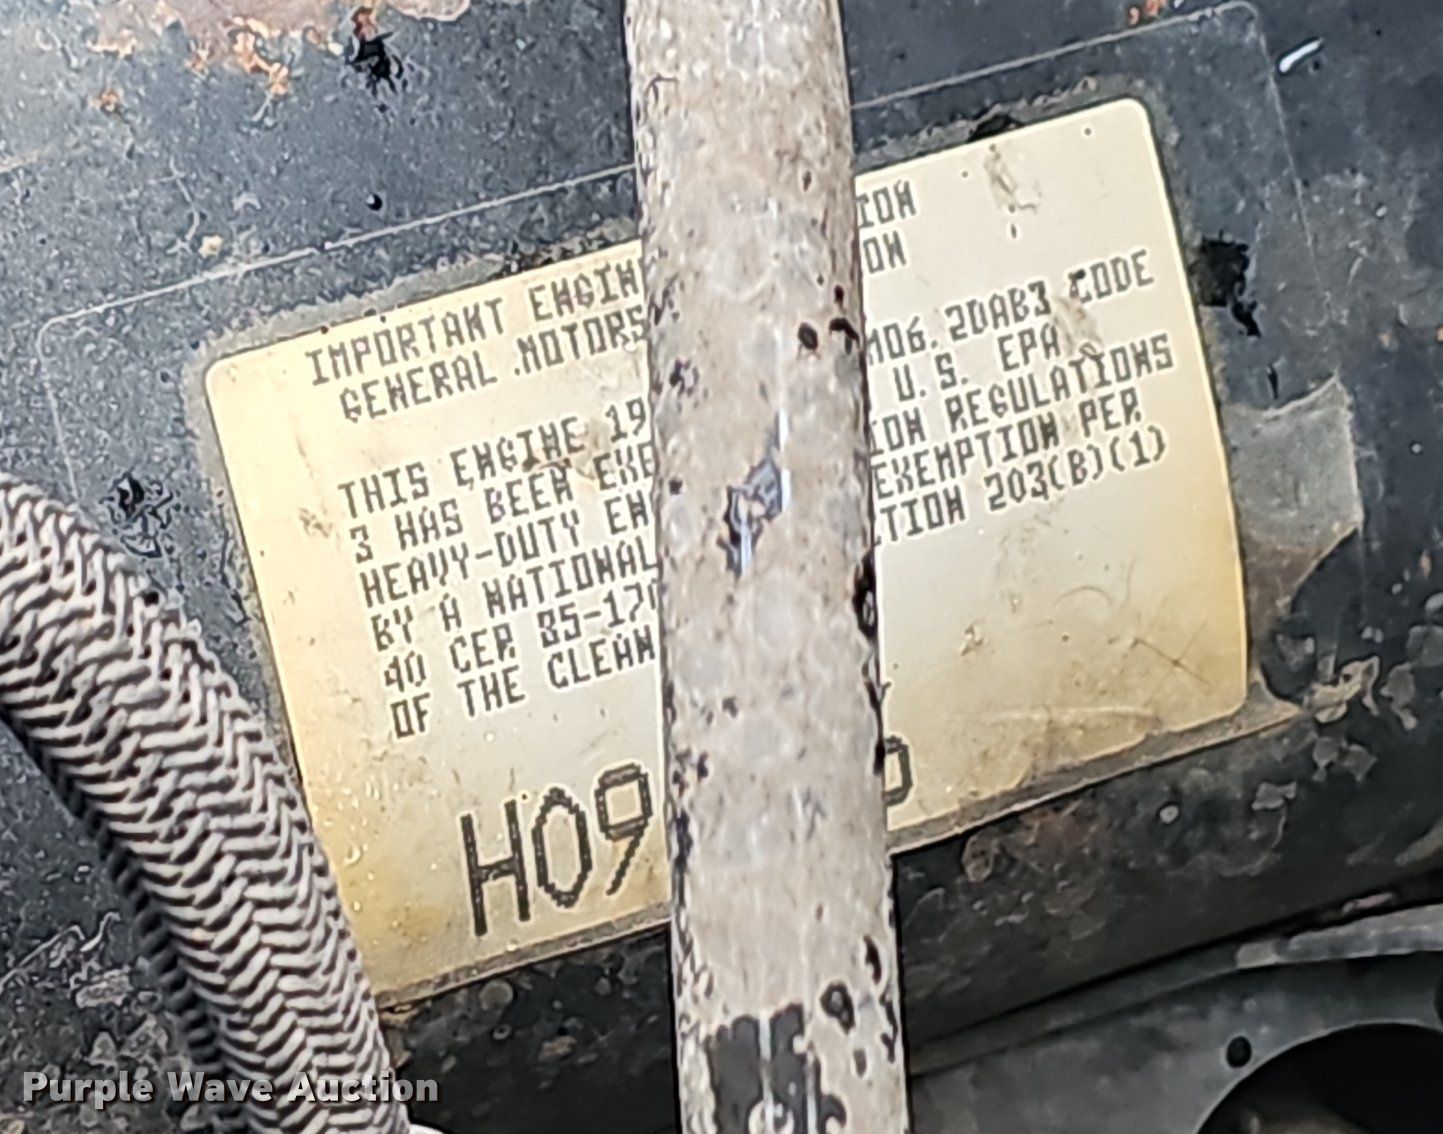 IMPORTANT ENGIN ION
GENERAL MOTORS ON
THIS ENGINE 19 M06.2DAB3 CODE
3 HAS BEEN EXE U.S. EPA
HEAVY-DUTY EN ION REGULATIONS
BY A NATIONAL EXEMPTION PER
40 CER 85-17 TION 203(B)(1)
OF THE CLEAN
H09 P
Purple Wave Auction